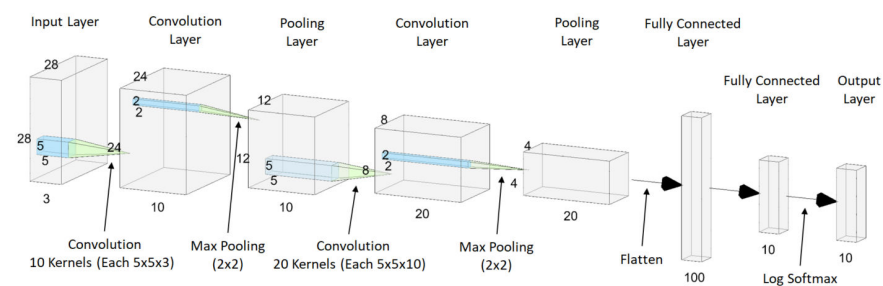 Input Layer
Convolution
Layer
Pooling
Layer
Convolution
Layer
Pooling
Layer
Fully Connected
Layer
Fully Connected
Layer
Output
Layer
28
28
5
5
3
24
24
2
2
10
12
12
5
5
10
8
8
2
2
20
4
4
20
100
10
10
Convolution
10 Kernels (Each 5x5x3)
Max Pooling
(2x2)
Convolution
20 Kernels (Each 5x5x10)
Max Pooling
(2x2)
Flatten
Log Softmax